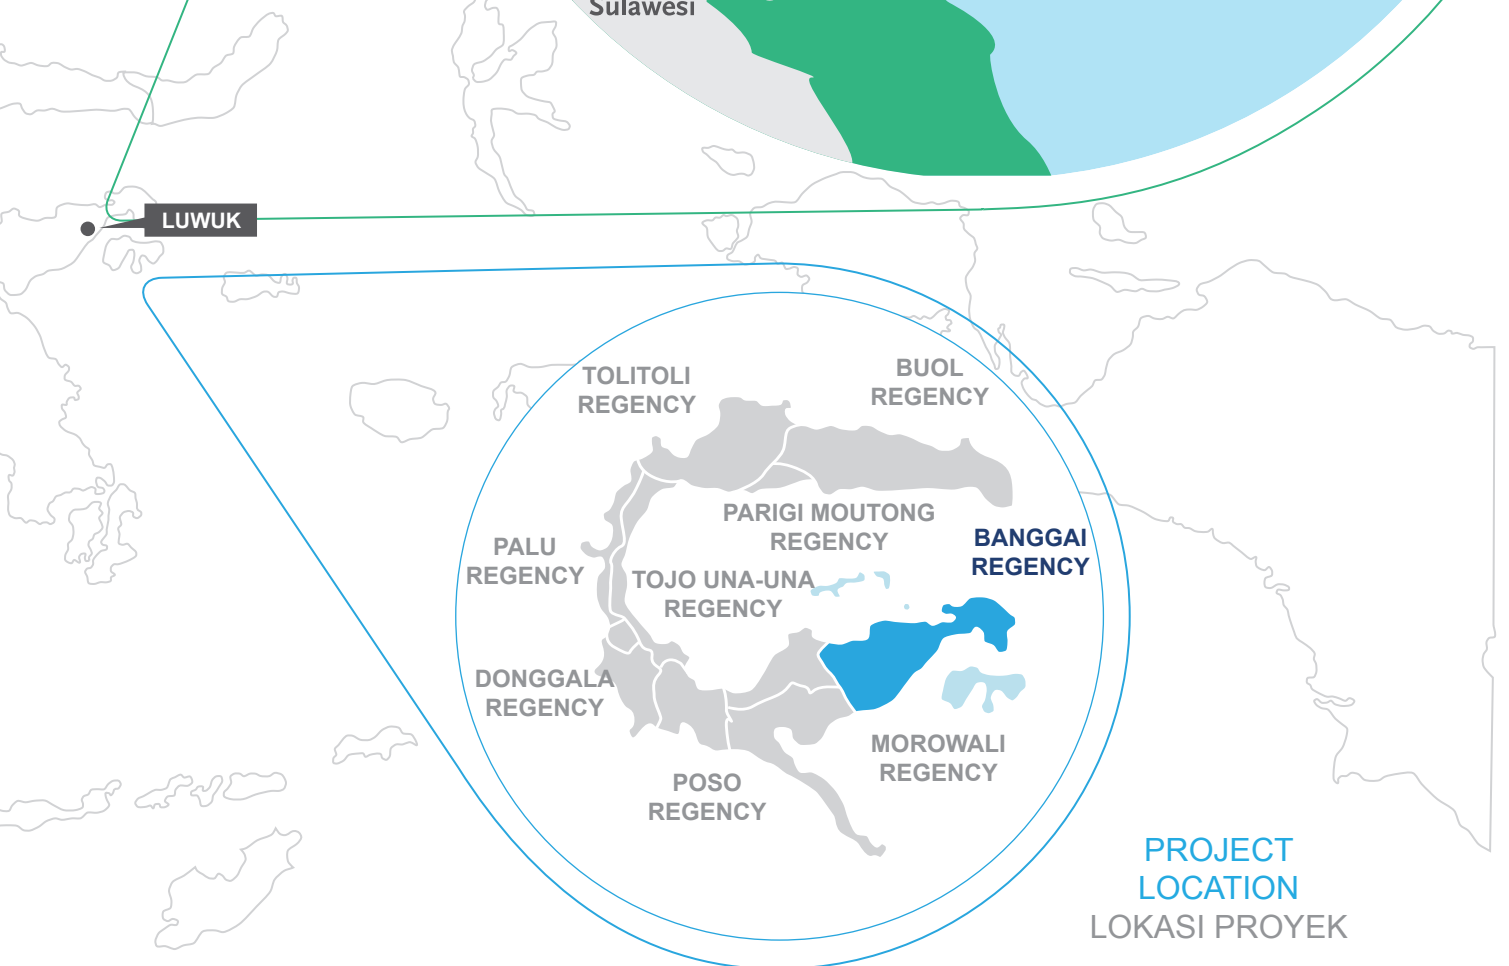 Sulawesi
LUWUK
TOLITOLI
REGENCY
BUOL
REGENCY
PARIGI MOUTONG
REGENCY
BANGGAI
REGENCY
PALU
REGENCY
TOJO UNA-UNA
REGENCY
DONGGALA
REGENCY
MOROWALI
REGENCY
POSO
REGENCY
PROJECT
LOCATION
LOKASI PROYEK